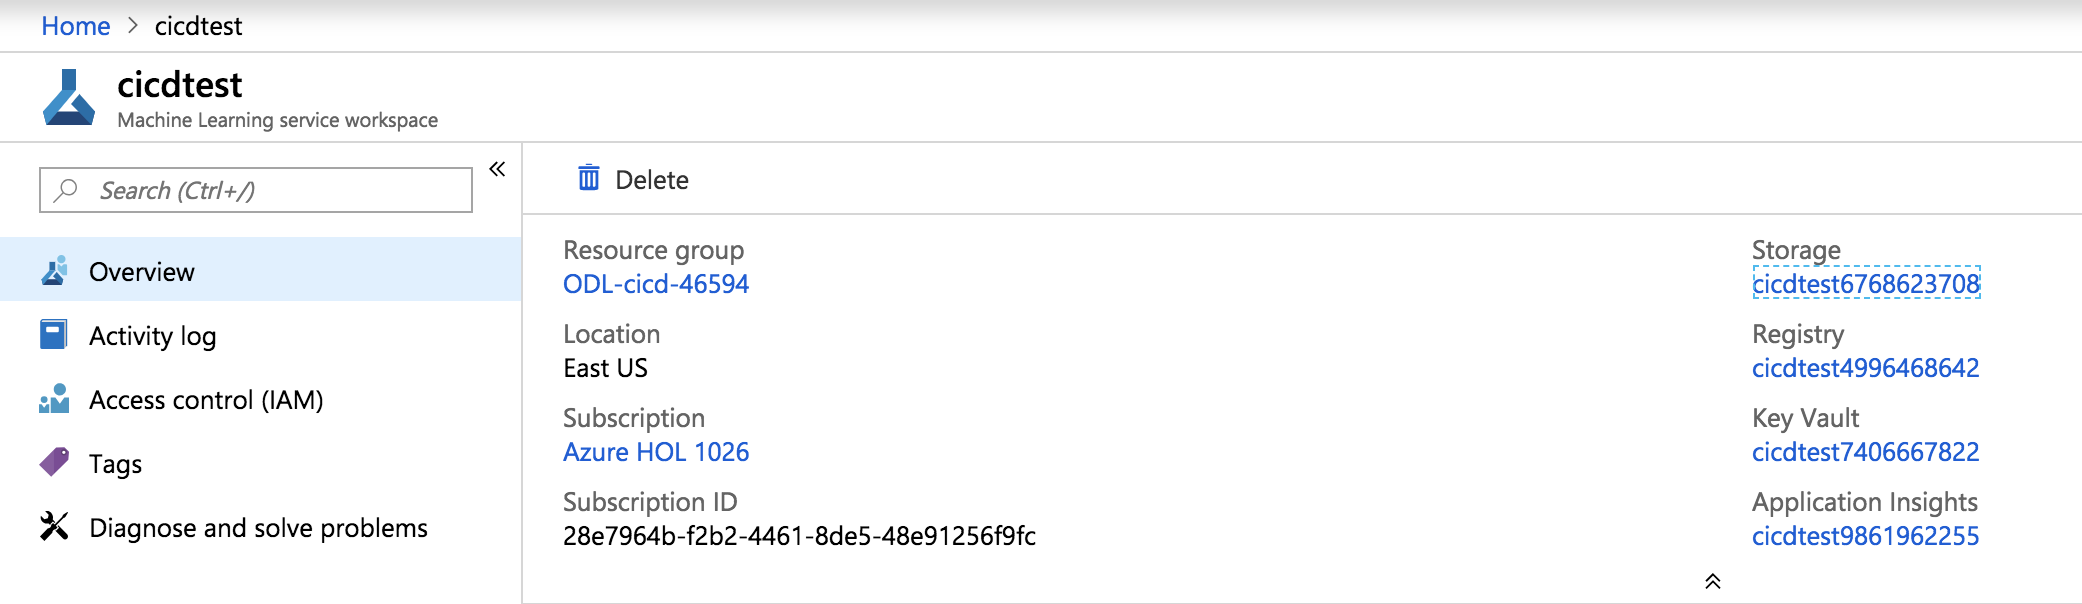 Home > cicdtest
cicdtest
Machine Learning service workspace
Search (Ctrl+/)
Overview
Activity log
Access control (IAM)
Tags
Diagnose and solve problems
Delete
Resource group
ODL-cicd-46594
Location
East US
Subscription
Azure HOL 1026
Subscription ID
28e7964b-f2b2-4461-8de5-48e91256f9fc
Storage
cicdtest6768623708
Registry
cicdtest4996468642
Key Vault
cicdtest7406667822
Application Insights
cicdtest9861962255